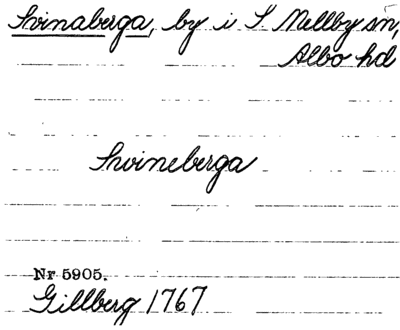 Svinaberga, by i S. Mellby sn,
Albo hd
Svineberga
Nr 5905.
Gillberg 1767